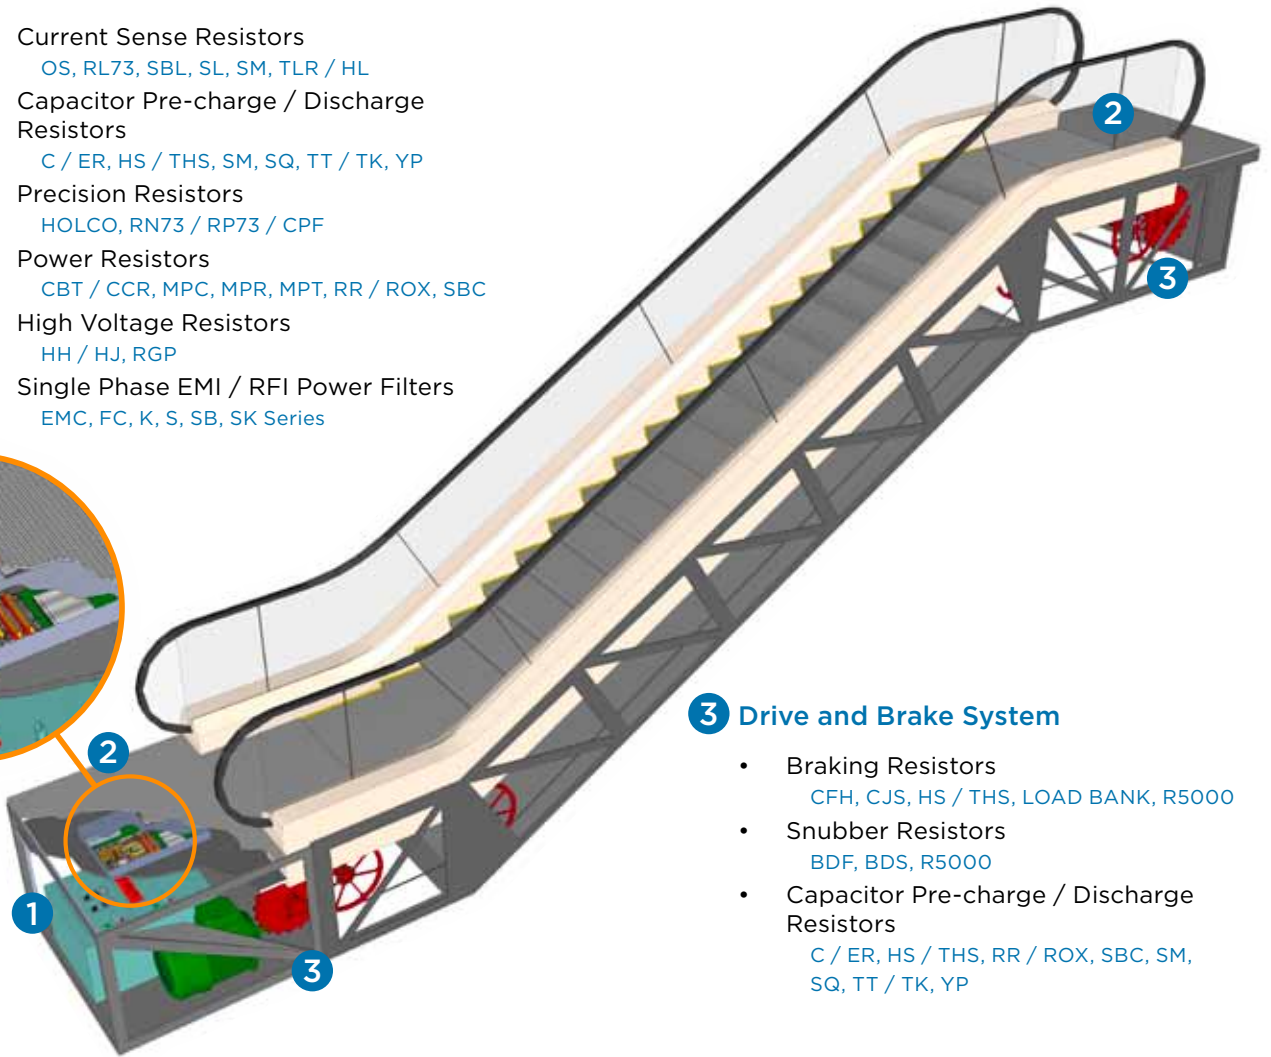 Current Sense Resistors
OS, RL73, SBL, SL, SM, TLR / HL
Capacitor Pre-charge / Discharge
Resistors
C / ER, HS / THS, SM, SQ, TT / TK, YP
Precision Resistors
HOLCO, RN73 / RP73 / CPF
Power Resistors
CBT / CCR, MPC, MPR, MPT, RR / ROX, SBC
High Voltage Resistors
HH / HJ, RGP
Single Phase EMI / RFI Power Filters
EMC, FC, K, S, SB, SK Series
2
3
2
1
3
3 Drive and Brake System
• Braking Resistors
CFH, CJS, HS / THS, LOAD BANK, R5000
• Snubber Resistors
BDF, BDS, R5000
• Capacitor Pre-charge / Discharge
Resistors
C / ER, HS / THS, RR / ROX, SBC, SM,
SQ, TT / TK, YP